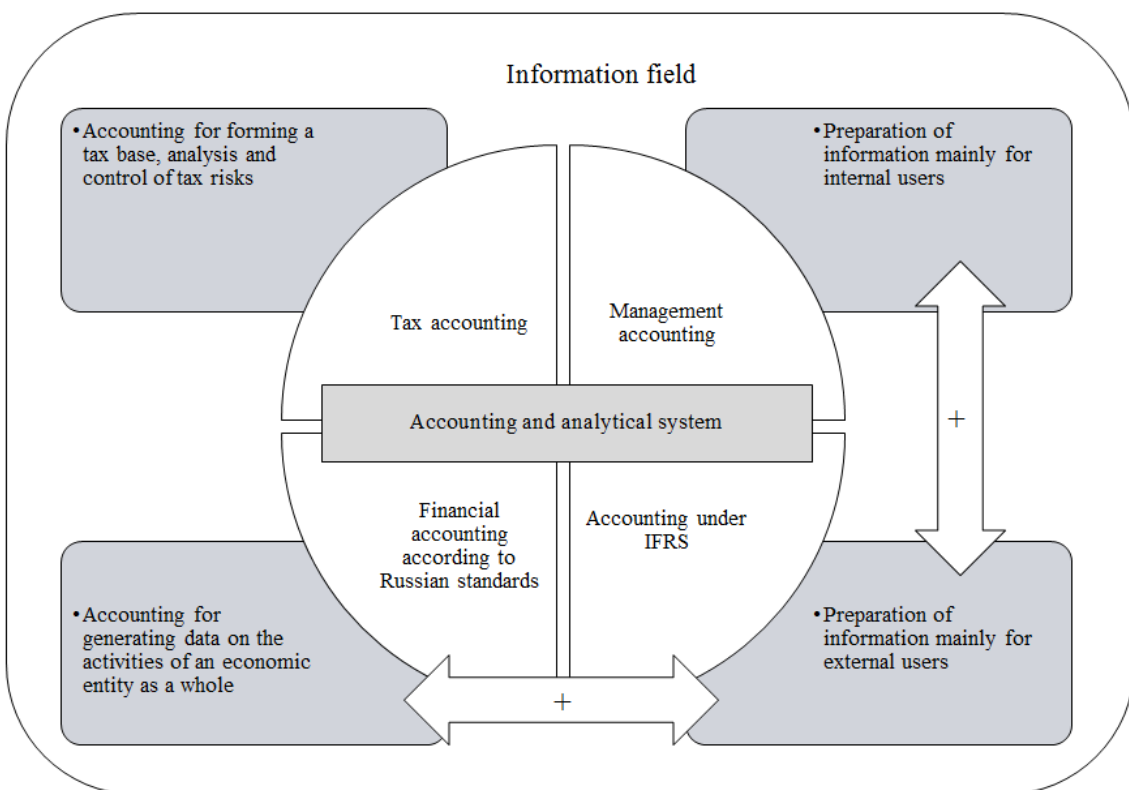 Information field
•Accounting for forming a
tax base, analysis and
control of tax risks
•Preparation of
information mainly for
internal users
Tax accounting
Management
accounting
Accounting and analytical system
+
Financial
accounting
according to
Russian standards
Accounting under
IFRS
•Accounting for
generating data on the
activities of an economic
entity as a whole
•Preparation of
information mainly for
external users
+